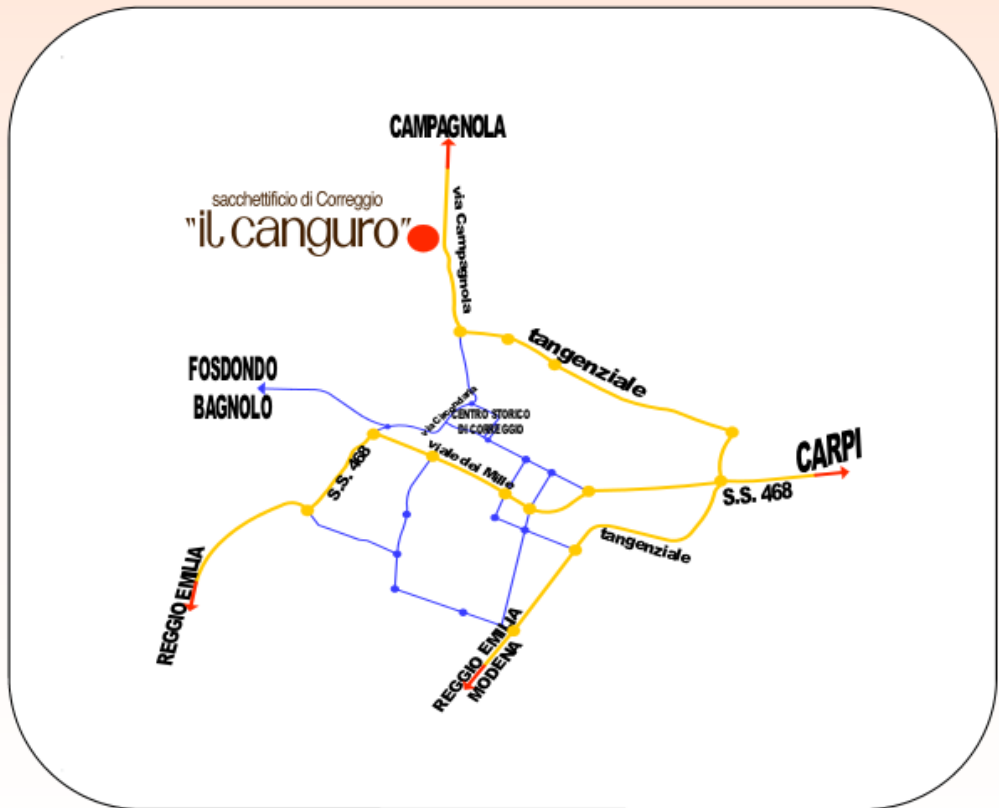 CAMPAGNOLA
sacchettificio di Correggio
"il canguro"
via Campagnola
tangenziale
FOSDONDO
BAGNOLO
CENTRO STORICO
DI CORREGGIO
viale dei Mille
S.S. 468
CARPI
S.S. 468
tangenziale
REGGIO EMILIA
REGGIO EMILIA
MODENA